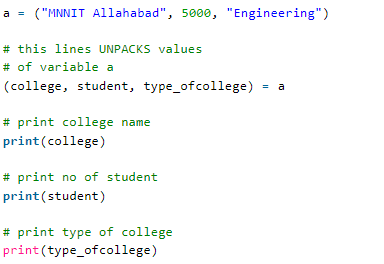 a = ("MNNIT Allahabad", 5000, "Engineering")
# this lines UNPACKS values
# of variable a
(college, student, type_ofcollege) = a
# print college name
print(college)
# print no of student
print(student)
# print type of college
print(type_ofcollege)